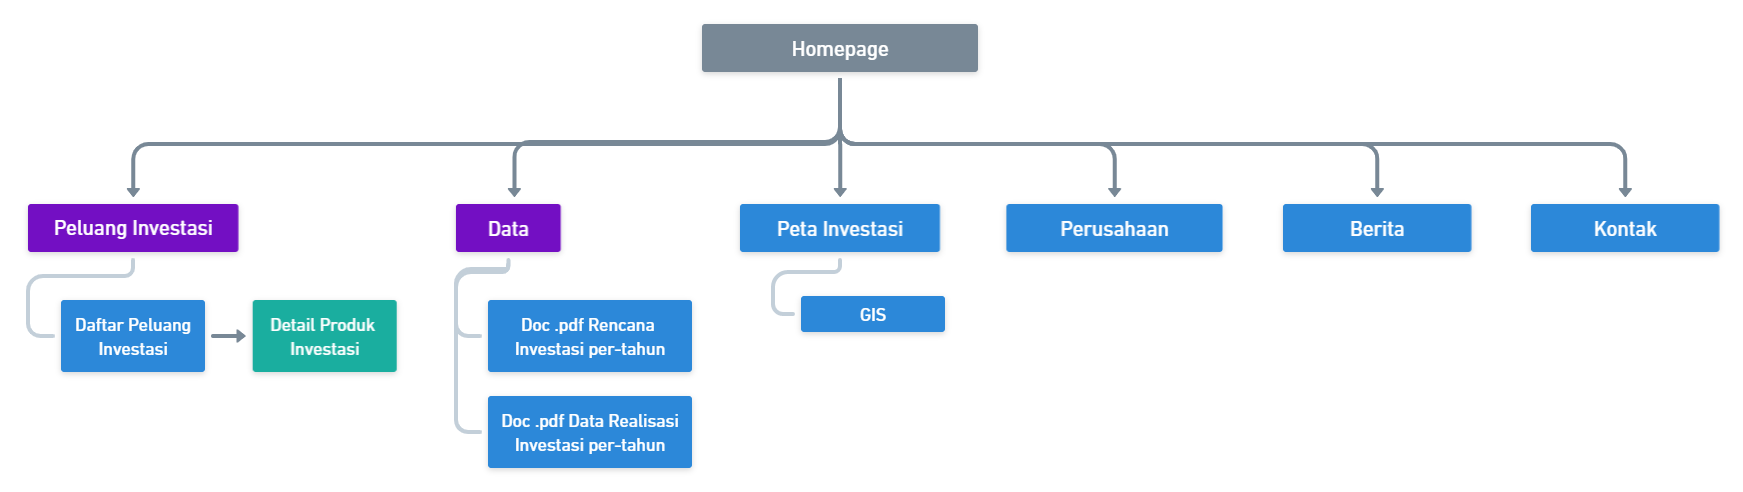 Homepage
Peluang Investasi
Data
Peta Investasi
Perusahaan
Berita
Kontak
Daftar Peluang
Investasi
Detail Produk
Investasi
Doc .pdf Rencana
Investasi per-tahun
GIS
Doc .pdf Data Realisasi
Investasi per-tahun